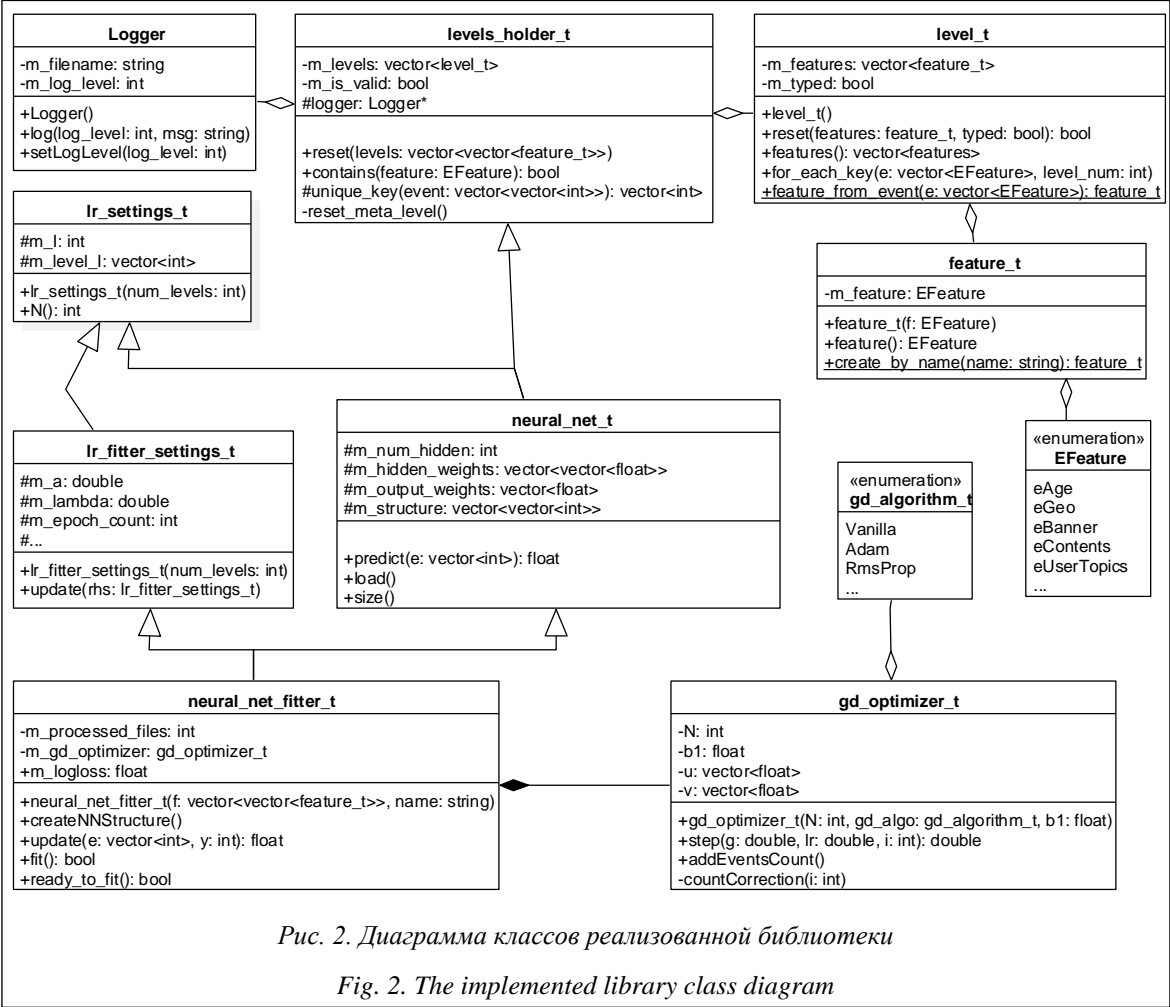 Logger
-m_filename: string
-m_log_level: int
+Logger()
+log(log_level: int, msg: string)
+setLogLevel(log_level: int)
levels_holder_t
-m_levels: vector<level_t>
-m_is_valid: bool
#logger: Logger*
+reset(levels: vector<vector<feature_t>>)
+contains(feature: EFeature): bool
#unique_key(event: vector<vector<int>>): vector<int>
-reset_meta_level()
level_t
-m_features: vector<feature_t>
-m_typed: bool
+level_t()
+reset(features: feature_t, typed: bool): bool
+features(): vector<features>
+for_each_key(e: vector<EFeature>, level_num: int)
+feature_from_event(e: vector<EFeature>): feature_t
lr_settings_t
#m_l: int
#m_level_l: vector<int>
+lr_settings_t(num_levels: int)
+N(): int
feature_t
-m_feature: EFeature
+feature_t(f: EFeature)
+feature(): EFeature
+create_by_name(name: string): feature_t
lr_fitter_settings_t
#m_a: double
#m_lambda: double
#m_epoch_count: int
#...
+lr_fitter_settings_t(num_levels: int)
+update(rhs: lr_fitter_settings_t)
neural_net_t
#m_num_hidden: int
#m_hidden_weights: vector<vector<float>>
#m_output_weights: vector<float>
#m_structure: vector<vector<int>>
+predict(e: vector<int>): float
+load()
+size()
«enumeration»
gd_algorithm_t
Vanilla
Adam
RmsProp
...
«enumeration»
EFeature
eAge
eGeo
eBanner
eContents
eUserTopics
...
neural_net_fitter_t
-m_processed_files: int
-m_gd_optimizer: gd_optimizer_t
+m_logloss: float
+neural_net_fitter_t(f: vector<vector<feature_t>>, name: string)
+createNNStructure()
+update(e: vector<int>, y: int): float
+fit(): bool
+ready_to_fit(): bool
gd_optimizer_t
-N: int
-b1: float
-u: vector<float>
-v: vector<float>
+gd_optimizer_t(N: int, gd_algo: gd_algorithm_t, b1: float)
+step(g: double, lr: double, i: int): double
+addEventsCount()
-countCorrection(i: int)
Рис. 2. Диаграмма классов реализованной библиотеки
Fig. 2. The implemented library class diagram